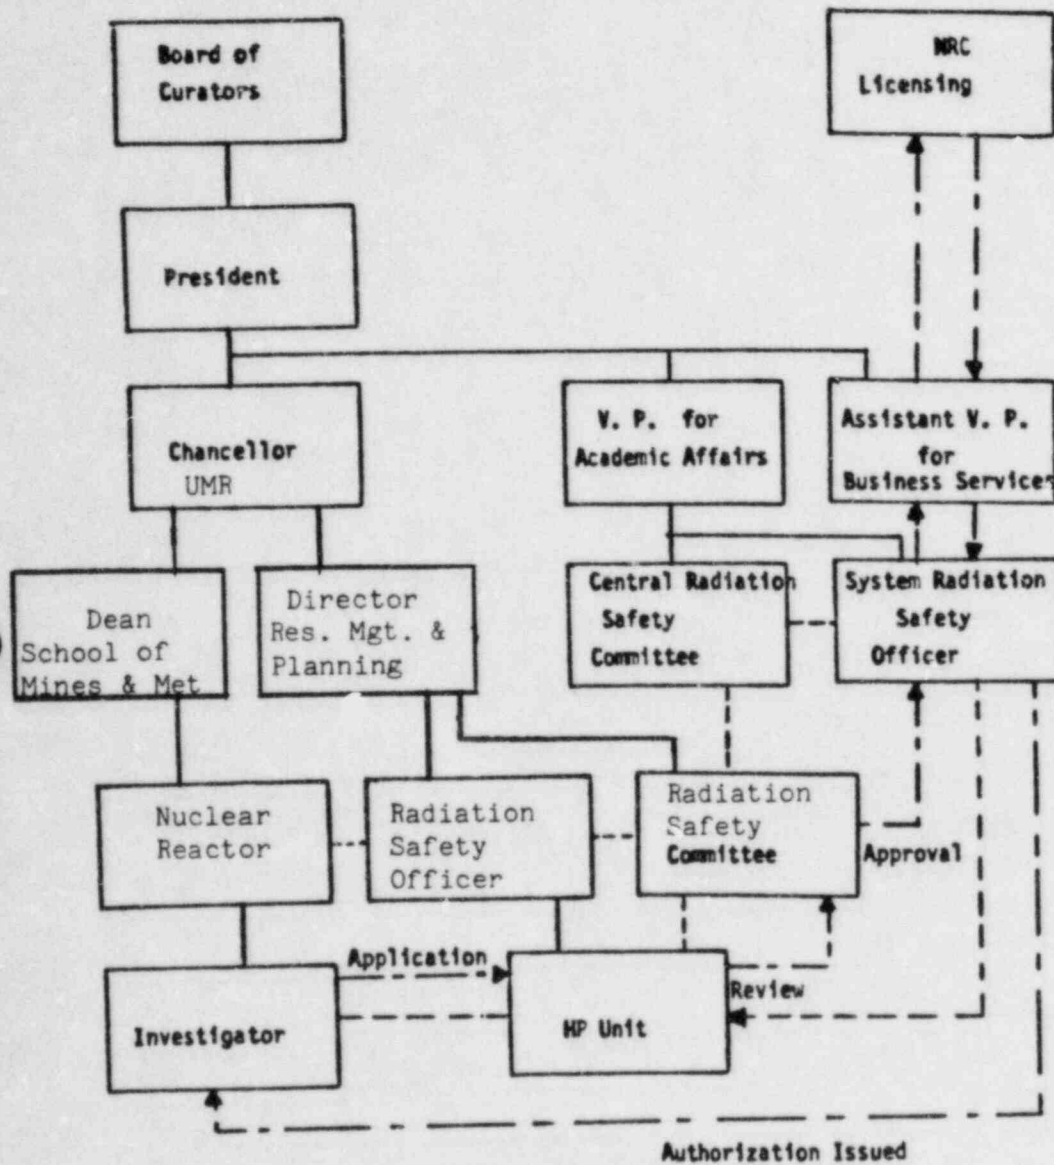 Board of
Curators
NRC
Licensing
President
Chancellor
UMR
V. P. for
Academic Affairs
Assistant V. P.
for
Business Services
Dean
School of
Mines & Met
Director
Res. Mgt. &
Planning
Central Radiation
Safety
Committee
System Radiation
Safety
Officer
Nuclear
Reactor
Radiation
Safety
Officer
Radiation
Safety
Committee
Approval
Investigator
Application
HP Unit
Review
Authorization Issued